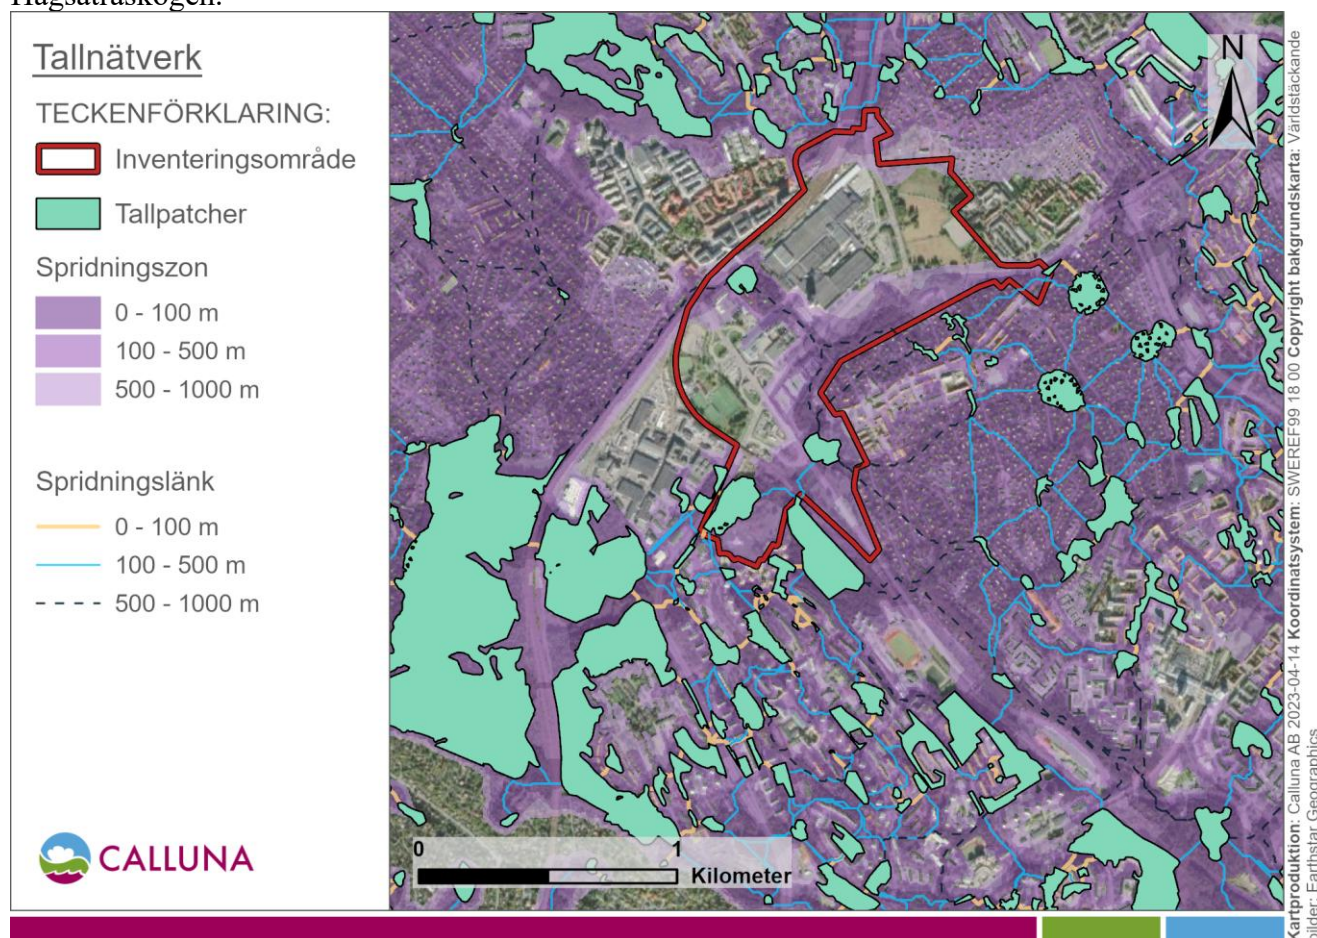 Hagsätraskogen.
Tallnätverk
TECKENFÖRKLARING:
Inventeringsområde
Tallpatcher
Spridningszon
0 - 100 m
100 - 500 m
500 - 1000 m
Spridningslänk
0 - 100 m
100 - 500 m
500 - 1000 m
CALLUNA
N
0 1
Kilometer
Kartproduktion: Calluna AB 2023-04-14 Koordinatsystem: SWEREF99 18 00 Copyright bakgrundskarta: Världstäckande
bilder: Earthstar Geographics